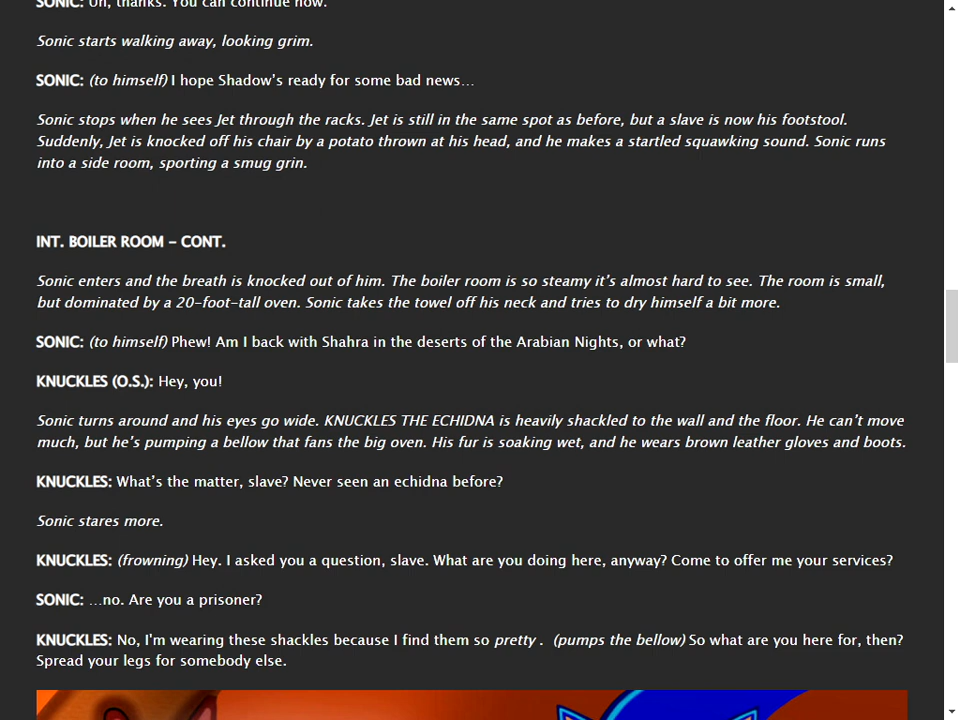 SONIC: Uh, thanks. You can continue now.
Sonic starts walking away, looking grim.
SONIC: (to himself) I hope Shadow's ready for some bad news…
Sonic stops when he sees Jet through the racks. Jet is still in the same spot as before, but a slave is now his footstool.
Suddenly, Jet is knocked off his chair by a potato thrown at his head, and he makes a startled squawking sound. Sonic runs
into a side room, sporting a smug grin.
INT. BOILER ROOM – CONT.
Sonic enters and the breath is knocked out of him. The boiler room is so steamy it's almost hard to see. The room is small,
but dominated by a 20-foot-tall oven. Sonic takes the towel off his neck and tries to dry himself a bit more.
SONIC: (to himself) Phew! Am I back with Shahra in the deserts of the Arabian Nights, or what?
KNUCKLES (O.S.): Hey, you!
Sonic turns around and his eyes go wide. KNUCKLES THE ECHIDNA is heavily shackled to the wall and the floor. He can't move
much, but he's pumping a bellow that fans the big oven. His fur is soaking wet, and he wears brown leather gloves and boots.
KNUCKLES: What's the matter, slave? Never seen an echidna before?
Sonic stares more.
KNUCKLES: (frowning) Hey. I asked you a question, slave. What are you doing here, anyway? Come to offer me your services?
SONIC: …no. Are you a prisoner?
KNUCKLES: No, I'm wearing these shackles because I find them so pretty . (pumps the bellow) So what are you here for, then?
Spread your legs for somebody else.